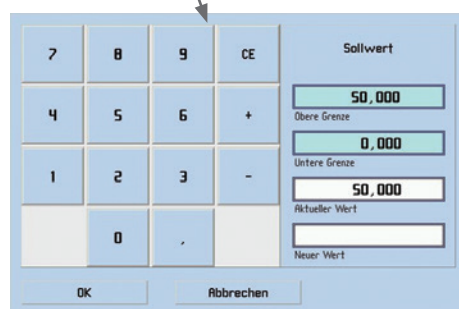 7 8 9 CE
4 5 6 +
1 2 3 -
0 ,
OK Abbrechen
Sollwert
50,000
Obere Grenze
0,000
Untere Grenze
50,000
Aktueller Wert
Neuer Wert